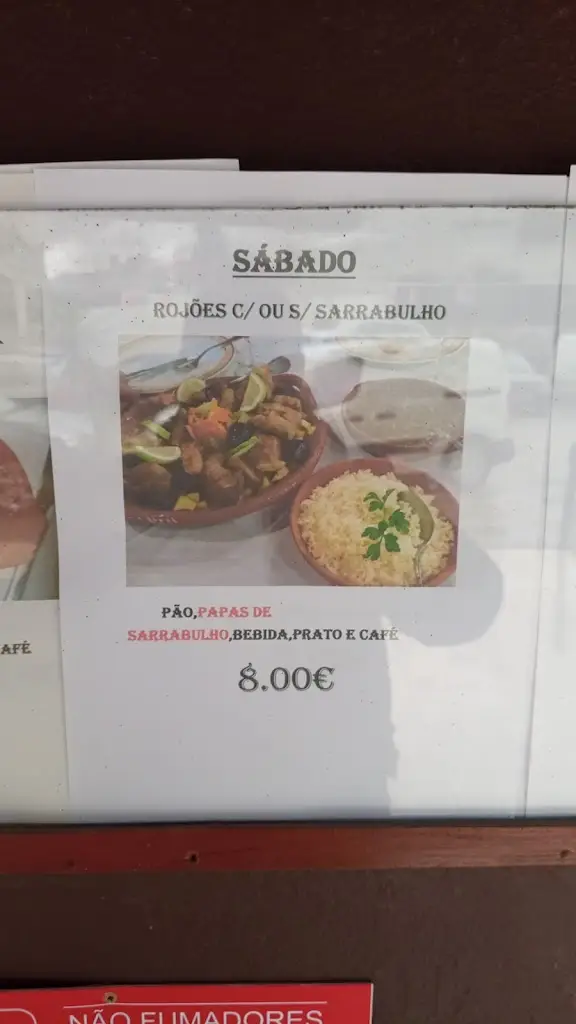 SÁBADO
ROJÕES C/ OU S/ SARRABULHO
PÃO,PAPAS DE
SARRABULHO,BEBIDA,PRATO E CAFÉ
AFÉ
8.00€
NÃO FUMADORES